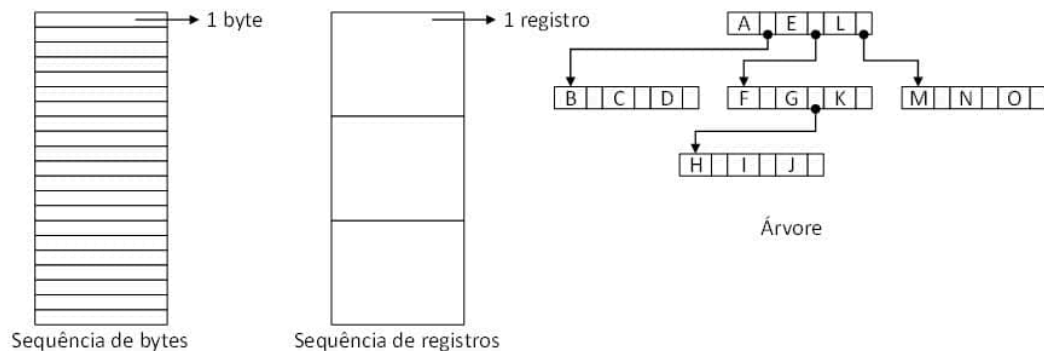 1 byte
Sequência de bytes
1 registro
Sequência de registros
A E L
B C D
F G K
M N O
H I J
Árvore